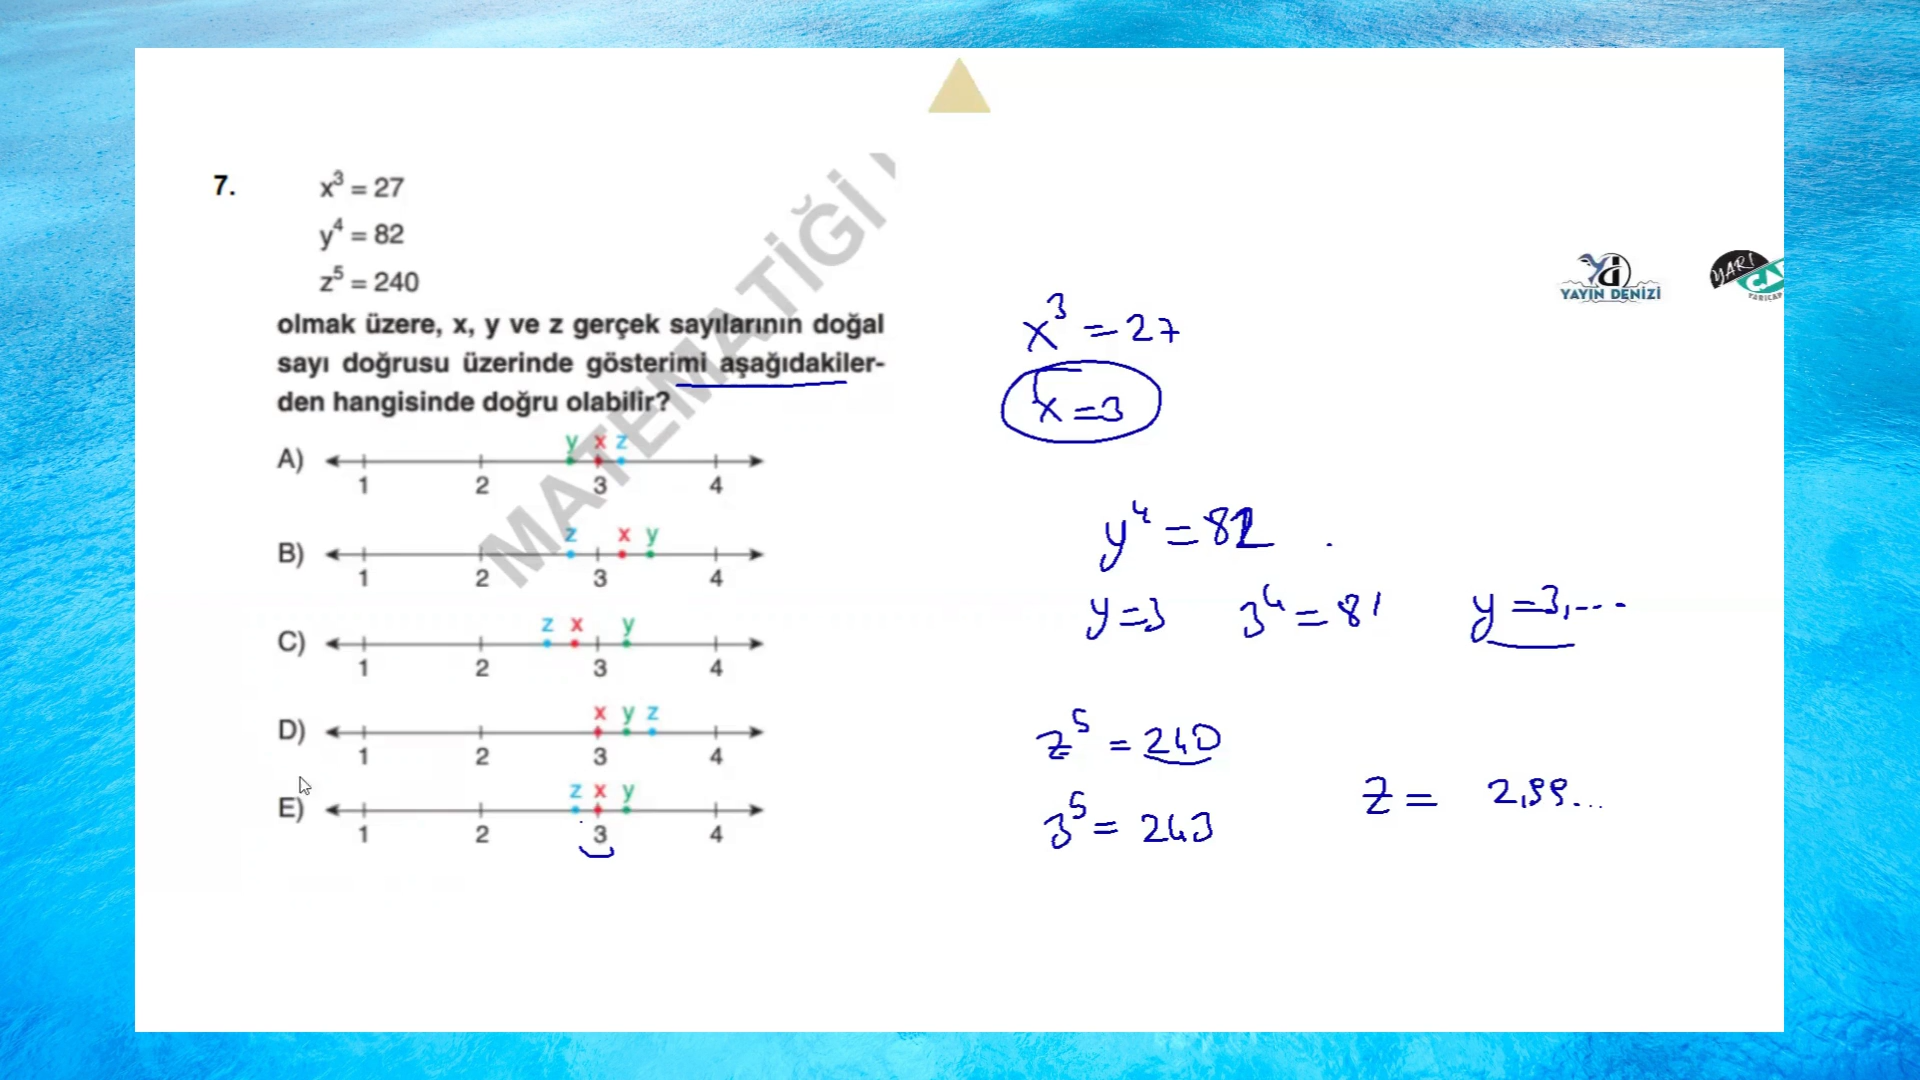 7.
x³ = 27
y⁴ = 82
z⁵ = 240
olmak üzere, x, y ve z gerçek sayılarının doğal
sayı doğrusu üzerinde gösterimi aşağıdakiler-
den hangisinde doğru olabilir?
y x z
A) 1 2 3 4
z x y
B) 1 2 3 4
z x y
C) 1 2 3 4
x y z
D) 1 2 3 4
z x y
E) 1 2 3 4
MATEMATİĞİ
YAYIN DENİZİ
YARI
x³ = 27
x = 3
y⁴ = 82
y = 3 3⁴ = 81 y = 3,...
z⁵ = 240
3⁵ = 243
z = 2,99...